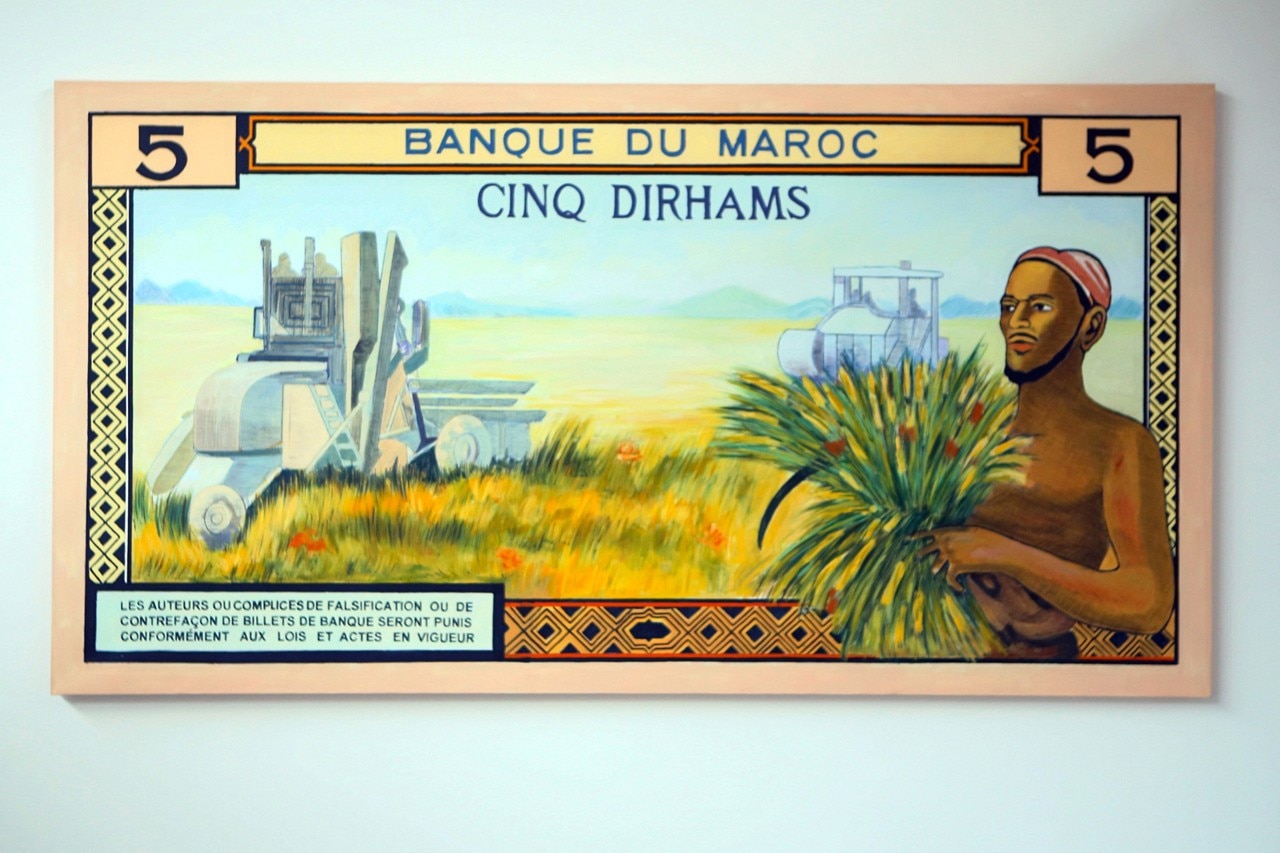 5 BANQUE DU MAROC 5
CINQ DIRHAMS
LES AUTEURS OU COMPLICES DE FALSIFICATION OU DE
CONTREFAÇON DE BILLETS DE BANQUE SERONT PUNIS
CONFORMÉMENT AUX LOIS ET ACTES EN VIGUEUR